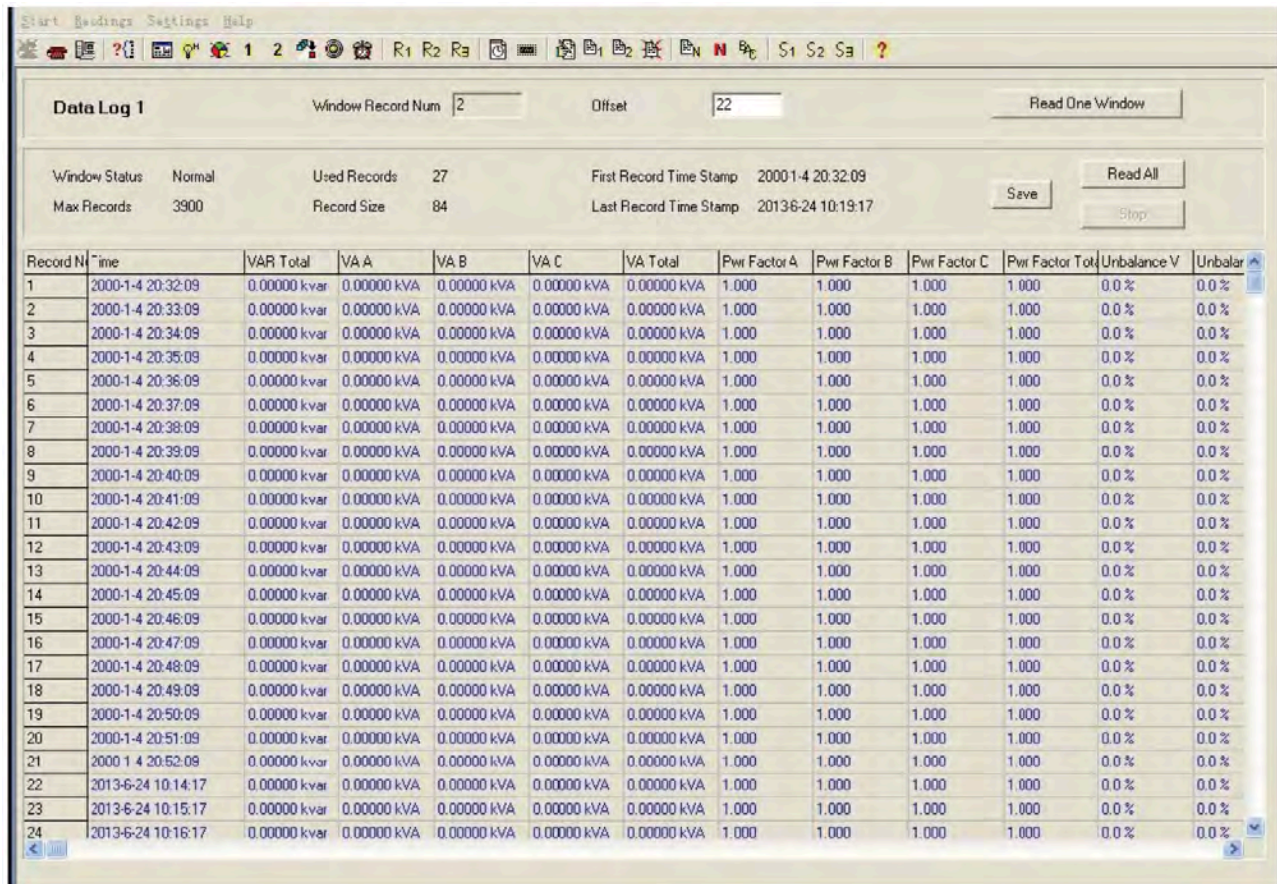 Start Readings Settings Help
?{} 1 2 R1 R2 R3 1 2 N N S1 S2 S3 ?
Data Log 1 Window Record Num 2 Offset 22 Read One Window
Window Status Normal Used Records 27 First Record Time Stamp 2000-1-4 20:32:09 Save Read All
Max Records 3900 Record Size 84 Last Record Time Stamp 2013-6-24 10:19:17 Stop
Record N Time VAR Total VA A VA B VA C VA Total Pwr Factor A Pwr Factor B Pwr Factor C Pwr Factor Tota Unbalance V Unbalar
1 2000-1-4 20:32:09 0.00000 kvar 0.00000 kVA 0.00000 kVA 0.00000 kVA 0.00000 kVA 1.000 1.000 1.000 1.000 0.0 % 0.0 %
2 2000-1-4 20:33:09 0.00000 kvar 0.00000 kVA 0.00000 kVA 0.00000 kVA 0.00000 kVA 1.000 1.000 1.000 1.000 0.0 % 0.0 %
3 2000-1-4 20:34:09 0.00000 kvar 0.00000 kVA 0.00000 kVA 0.00000 kVA 0.00000 kVA 1.000 1.000 1.000 1.000 0.0 % 0.0 %
4 2000-1-4 20:35:09 0.00000 kvar 0.00000 kVA 0.00000 kVA 0.00000 kVA 0.00000 kVA 1.000 1.000 1.000 1.000 0.0 % 0.0 %
5 2000-1-4 20:36:09 0.00000 kvar 0.00000 kVA 0.00000 kVA 0.00000 kVA 0.00000 kVA 1.000 1.000 1.000 1.000 0.0 % 0.0 %
6 2000-1-4 20:37:09 0.00000 kvar 0.00000 kVA 0.00000 kVA 0.00000 kVA 0.00000 kVA 1.000 1.000 1.000 1.000 0.0 % 0.0 %
7 2000-1-4 20:38:09 0.00000 kvar 0.00000 kVA 0.00000 kVA 0.00000 kVA 0.00000 kVA 1.000 1.000 1.000 1.000 0.0 % 0.0 %
8 2000-1-4 20:39:09 0.00000 kvar 0.00000 kVA 0.00000 kVA 0.00000 kVA 0.00000 kVA 1.000 1.000 1.000 1.000 0.0 % 0.0 %
9 2000-1-4 20:40:09 0.00000 kvar 0.00000 kVA 0.00000 kVA 0.00000 kVA 0.00000 kVA 1.000 1.000 1.000 1.000 0.0 % 0.0 %
10 2000-1-4 20:41:09 0.00000 kvar 0.00000 kVA 0.00000 kVA 0.00000 kVA 0.00000 kVA 1.000 1.000 1.000 1.000 0.0 % 0.0 %
11 2000-1-4 20:42:09 0.00000 kvar 0.00000 kVA 0.00000 kVA 0.00000 kVA 0.00000 kVA 1.000 1.000 1.000 1.000 0.0 % 0.0 %
12 2000-1-4 20:43:09 0.00000 kvar 0.00000 kVA 0.00000 kVA 0.00000 kVA 0.00000 kVA 1.000 1.000 1.000 1.000 0.0 % 0.0 %
13 2000-1-4 20:44:09 0.00000 kvar 0.00000 kVA 0.00000 kVA 0.00000 kVA 0.00000 kVA 1.000 1.000 1.000 1.000 0.0 % 0.0 %
14 2000-1-4 20:45:09 0.00000 kvar 0.00000 kVA 0.00000 kVA 0.00000 kVA 0.00000 kVA 1.000 1.000 1.000 1.000 0.0 % 0.0 %
15 2000-1-4 20:46:09 0.00000 kvar 0.00000 kVA 0.00000 kVA 0.00000 kVA 0.00000 kVA 1.000 1.000 1.000 1.000 0.0 % 0.0 %
16 2000-1-4 20:47:09 0.00000 kvar 0.00000 kVA 0.00000 kVA 0.00000 kVA 0.00000 kVA 1.000 1.000 1.000 1.000 0.0 % 0.0 %
17 2000-1-4 20:48:09 0.00000 kvar 0.00000 kVA 0.00000 kVA 0.00000 kVA 0.00000 kVA 1.000 1.000 1.000 1.000 0.0 % 0.0 %
18 2000-1-4 20:49:09 0.00000 kvar 0.00000 kVA 0.00000 kVA 0.00000 kVA 0.00000 kVA 1.000 1.000 1.000 1.000 0.0 % 0.0 %
19 2000-1-4 20:50:09 0.00000 kvar 0.00000 kVA 0.00000 kVA 0.00000 kVA 0.00000 kVA 1.000 1.000 1.000 1.000 0.0 % 0.0 %
20 2000-1-4 20:51:09 0.00000 kvar 0.00000 kVA 0.00000 kVA 0.00000 kVA 0.00000 kVA 1.000 1.000 1.000 1.000 0.0 % 0.0 %
21 2000-1-4 20:52:09 0.00000 kvar 0.00000 kVA 0.00000 kVA 0.00000 kVA 0.00000 kVA 1.000 1.000 1.000 1.000 0.0 % 0.0 %
22 2013-6-24 10:14:17 0.00000 kvar 0.00000 kVA 0.00000 kVA 0.00000 kVA 0.00000 kVA 1.000 1.000 1.000 1.000 0.0 % 0.0 %
23 2013-6-24 10:15:17 0.00000 kvar 0.00000 kVA 0.00000 kVA 0.00000 kVA 0.00000 kVA 1.000 1.000 1.000 1.000 0.0 % 0.0 %
24 2013-6-24 10:16:17 0.00000 kvar 0.00000 kVA 0.00000 kVA 0.00000 kVA 0.00000 kVA 1.000 1.000 1.000 1.000 0.0 % 0.0 %